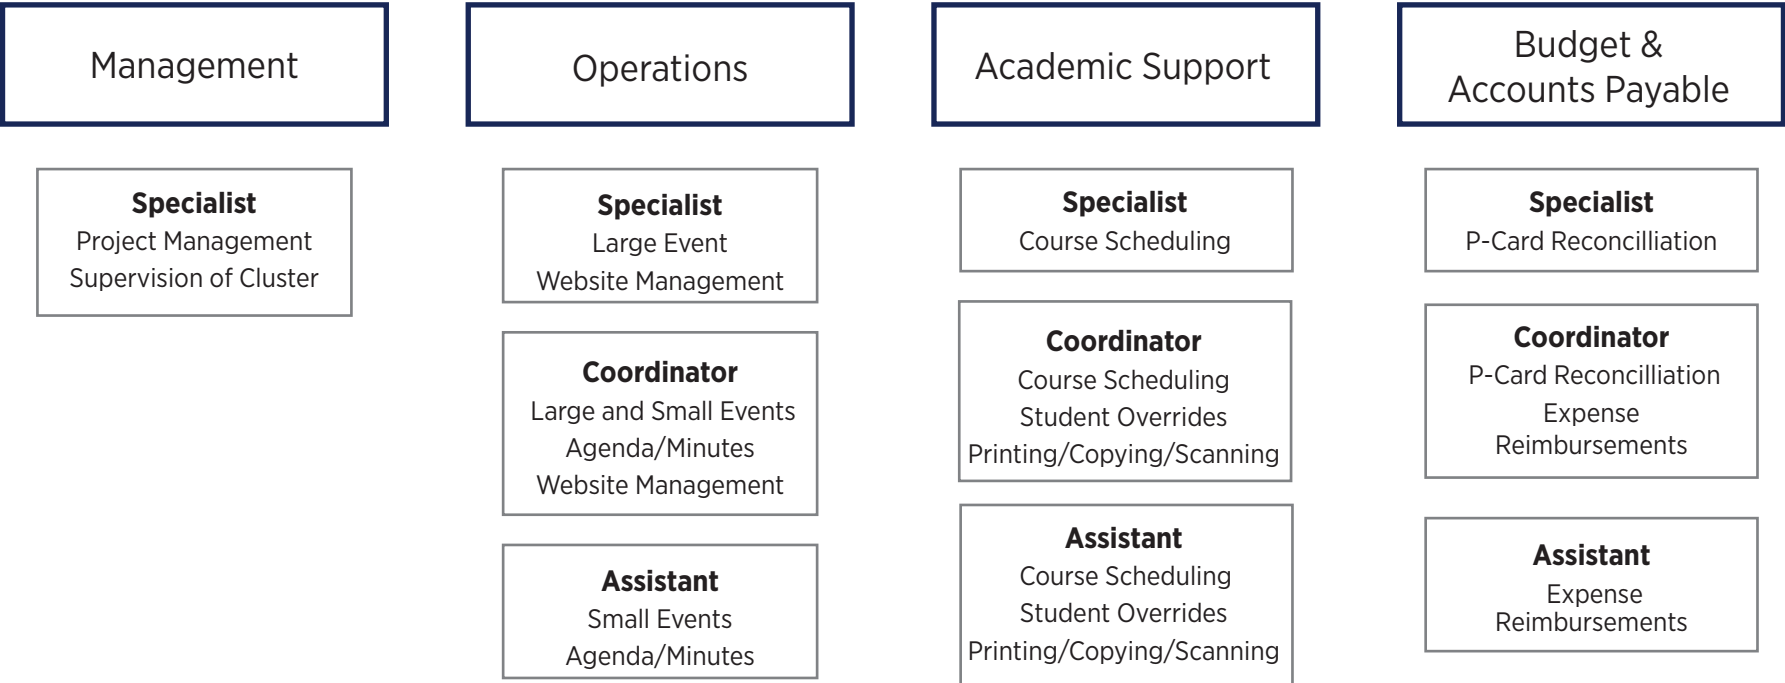 Management
Specialist
Project Management
Supervision of Cluster
Operations
Specialist
Large Event
Website Management
Coordinator
Large and Small Events
Agenda/Minutes
Website Management
Assistant
Small Events
Agenda/Minutes
Academic Support
Specialist
Course Scheduling
Coordinator
Course Scheduling
Student Overrides
Printing/Copying/Scanning
Assistant
Course Scheduling
Student Overrides
Printing/Copying/Scanning
Budget &
Accounts Payable
Specialist
P-Card Reconcilliation
Coordinator
P-Card Reconcilliation
Expense
Reimbursements
Assistant
Expense
Reimbursements